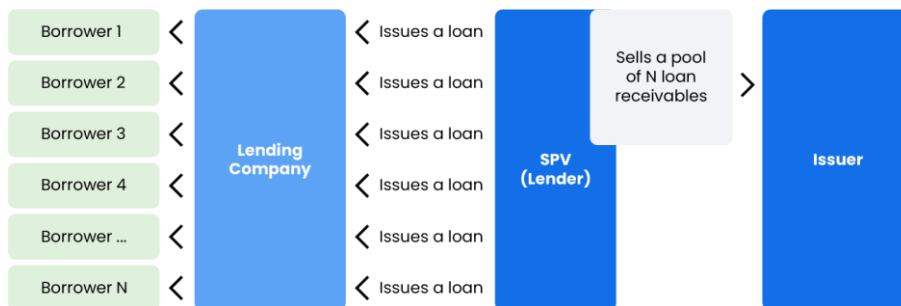 Borrower 1
Issues a loan
Borrower 2
Issues a loan
Borrower 3
Issues a loan
Borrower 4
Issues a loan
Borrower ...
Issues a loan
Borrower N
Issues a loan
Lending
Company
SPV
(Lender)
Sells a pool
of N loan
receivables
Issuer